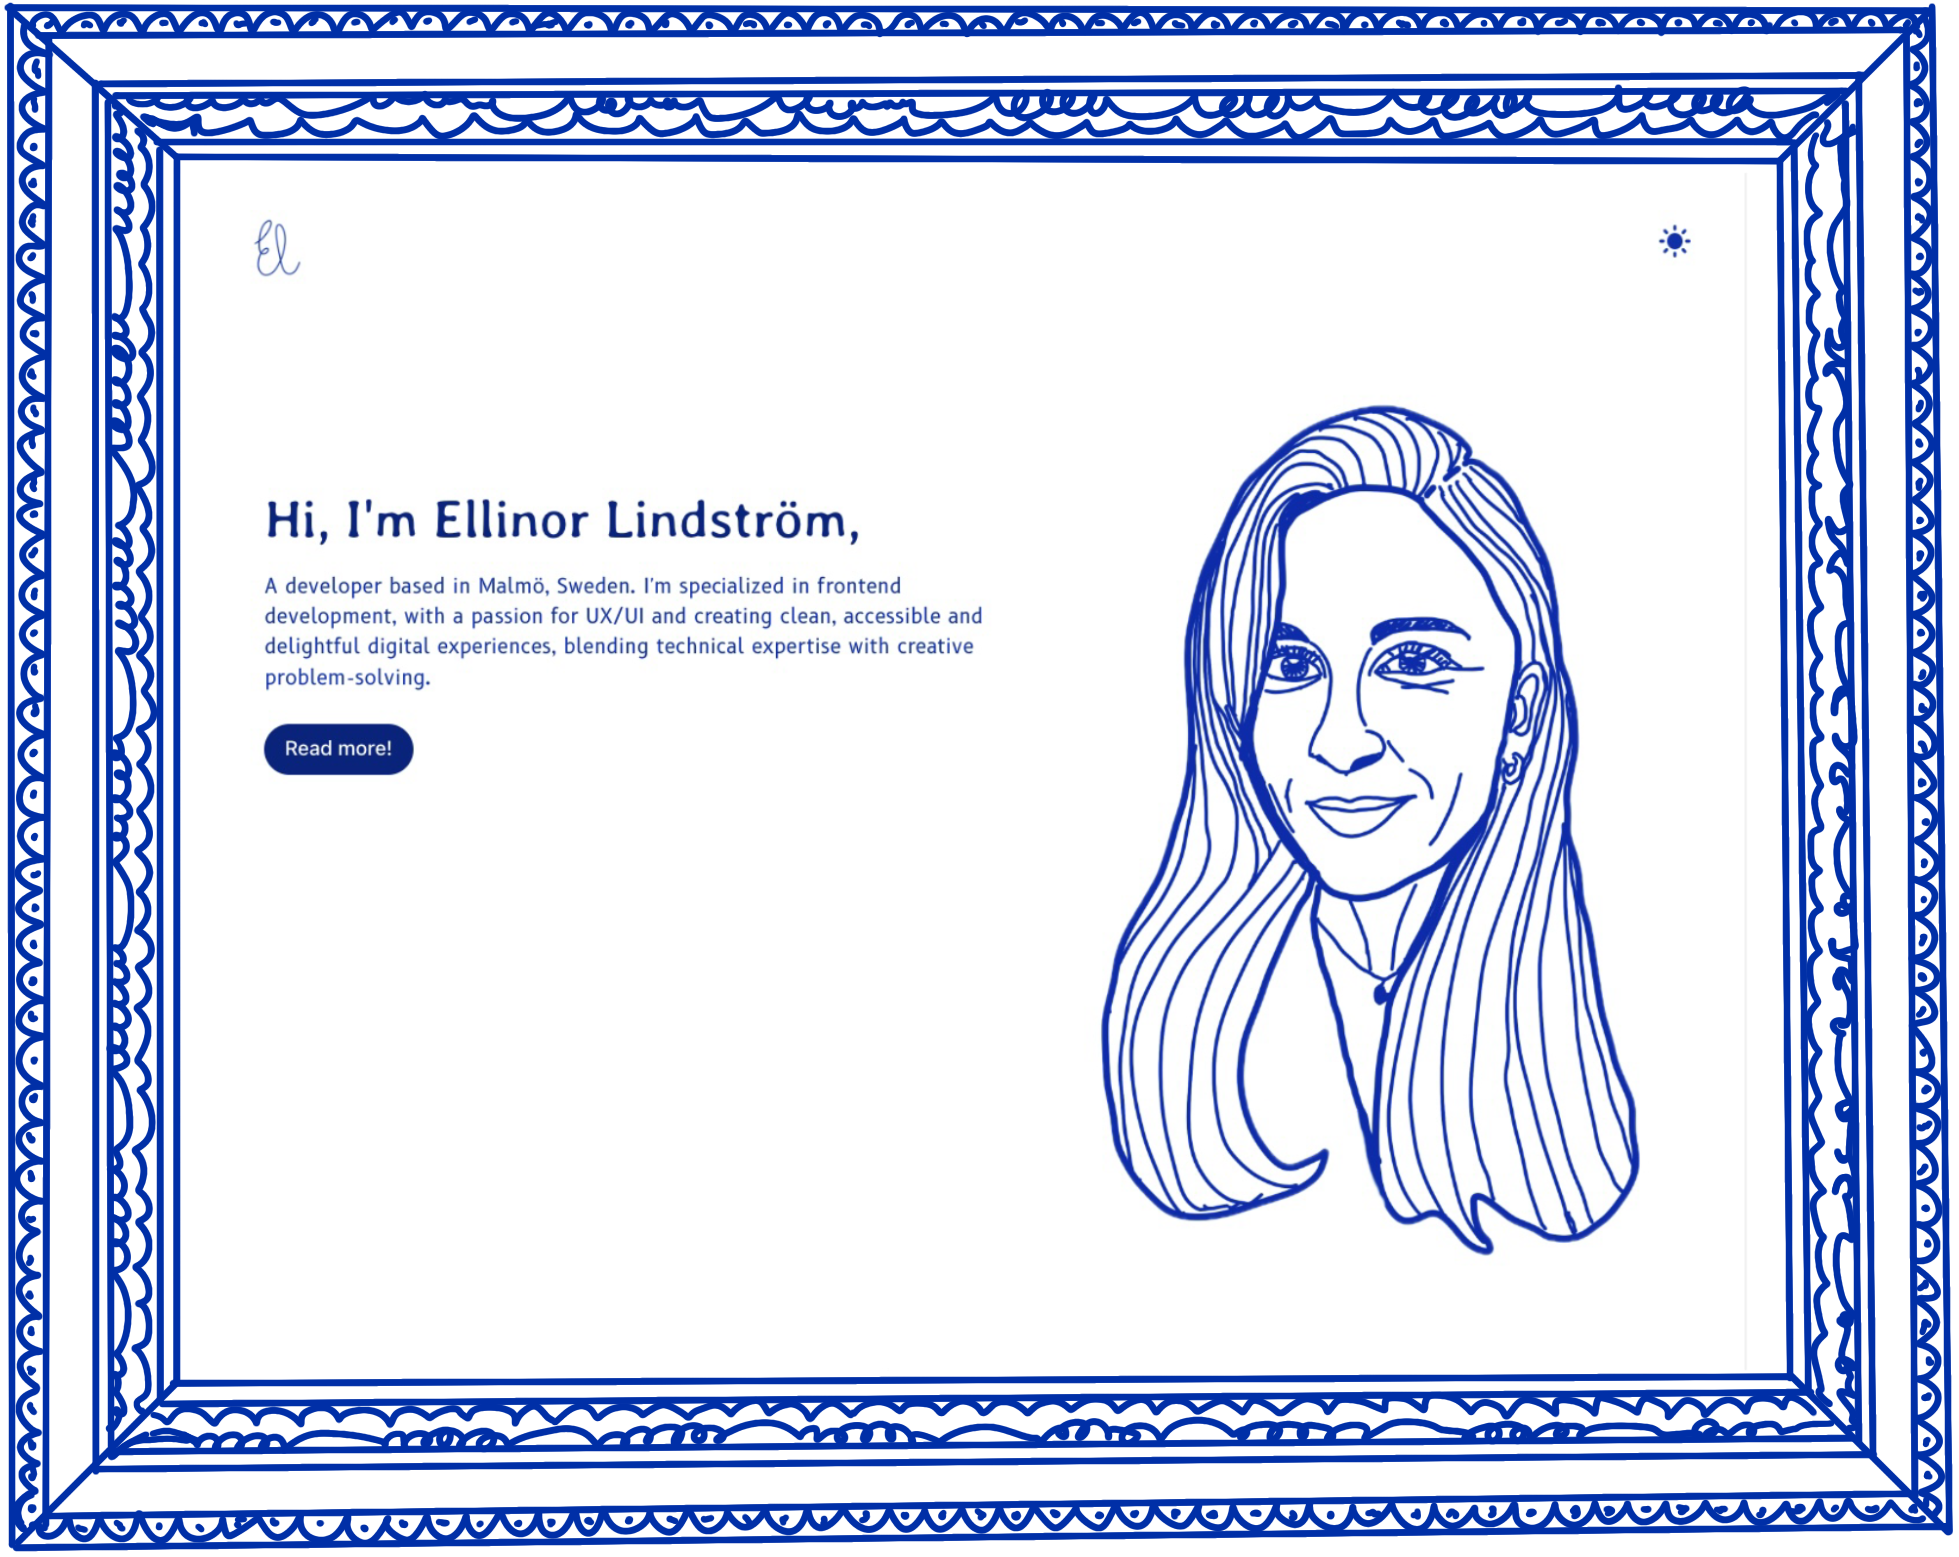 El
Hi, I'm Ellinor Lindström,
A developer based in Malmö, Sweden. I'm specialized in frontend
development, with a passion for UX/UI and creating clean, accessible and
delightful digital experiences, blending technical expertise with creative
problem-solving.
Read more!